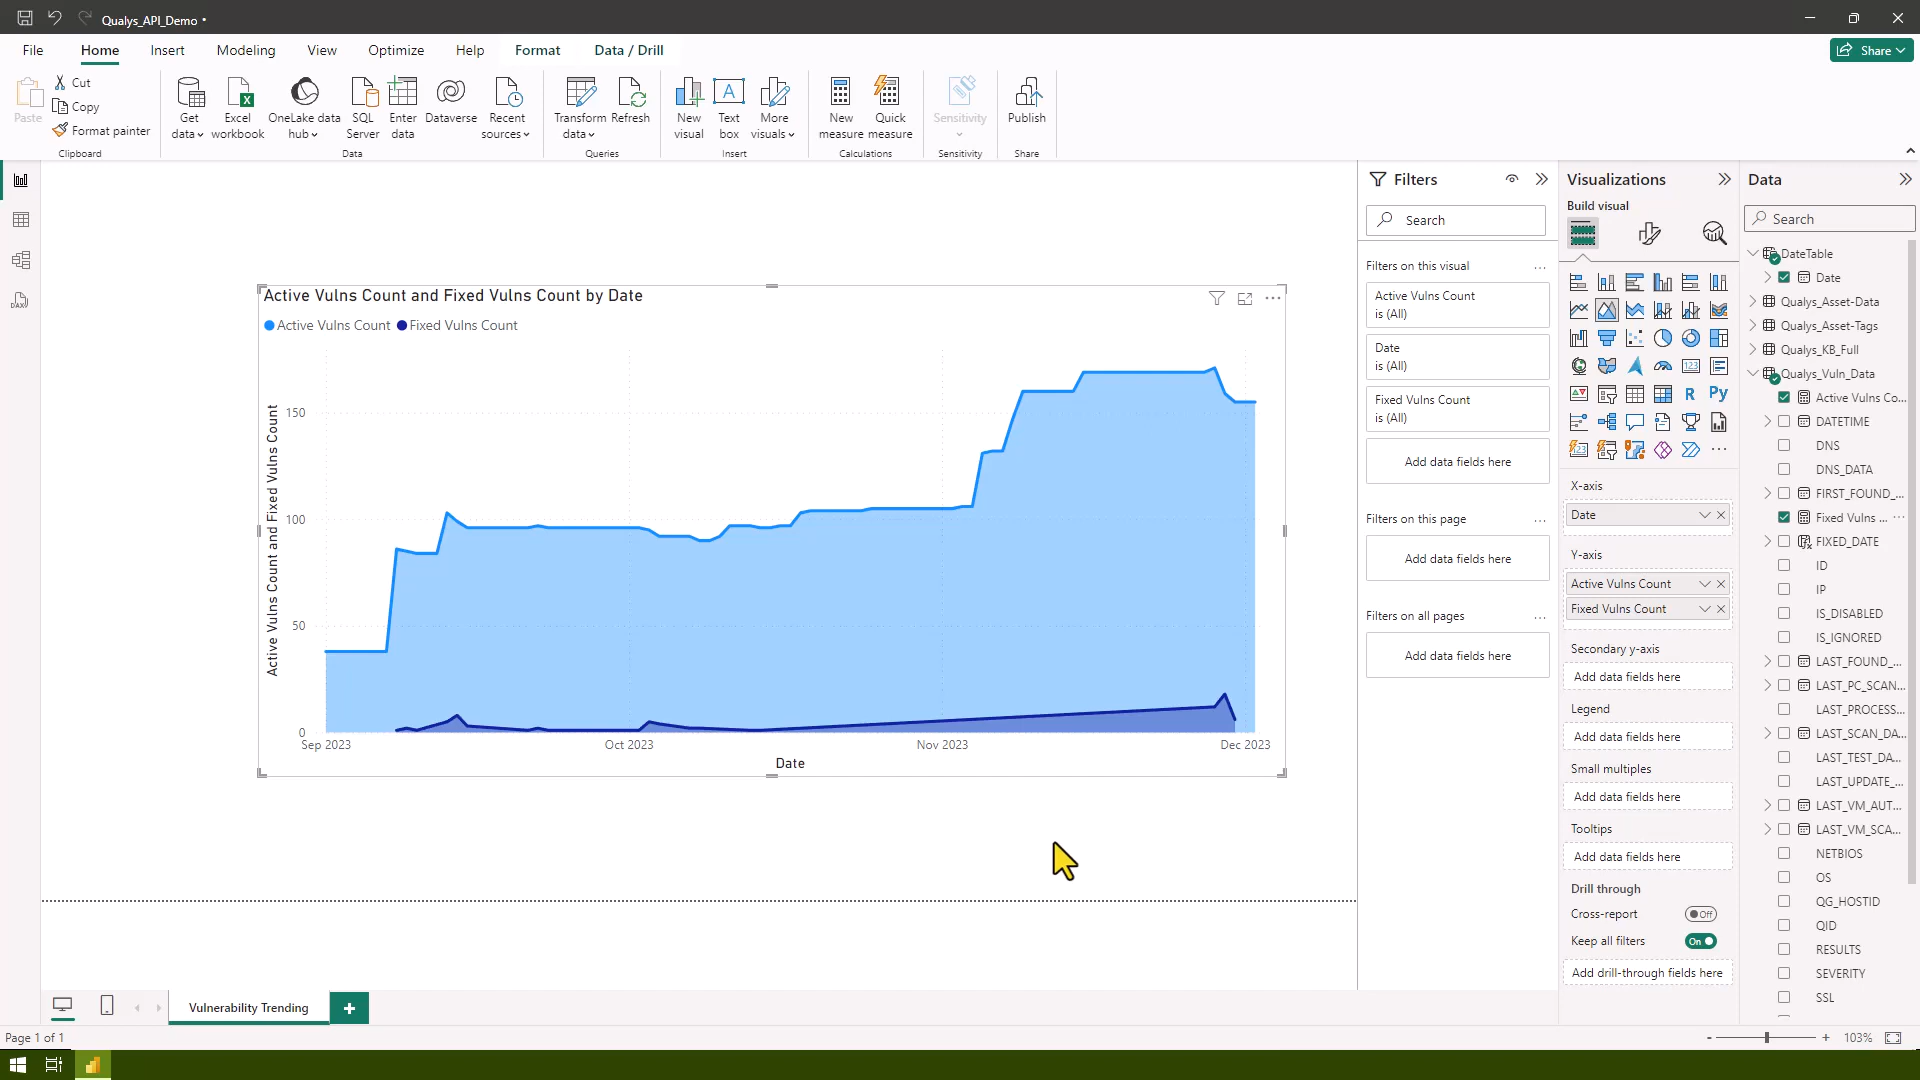 Qualys_API_Demo •
File Home Insert Modeling View Optimize Help Format Data / Drill Share
Paste
Cut
Copy
Format painter
Clipboard
Get data
Excel workbook
OneLake data hub
SQL Server
Enter data
Dataverse
Recent sources
Data
Transform data
Refresh
Queries
New visual
Text box
More visuals
Insert
New measure
Quick measure
Calculations
Sensitivity
Sensitivity
Publish
Share
Active Vulns Count and Fixed Vulns Count by Date
Active Vulns Count Fixed Vulns Count
Active Vulns Count and Fixed Vulns Count
150
100
50
0
Sep 2023 Oct 2023 Nov 2023 Dec 2023
Date
Filters
Search
Filters on this visual ...
Active Vulns Count
is (All)
Date
is (All)
Fixed Vulns Count
is (All)
Add data fields here
Filters on this page ...
Add data fields here
Filters on all pages ...
Add data fields here
Visualizations
Build visual
123
R
Py
123
...
X-axis
Date
Y-axis
Active Vulns Count
Fixed Vulns Count
Secondary y-axis
Add data fields here
Legend
Add data fields here
Small multiples
Add data fields here
Tooltips
Add data fields here
Drill through
Cross-report Off
Keep all filters On
Add drill-through fields here
Data
Search
DateTable
Date
Qualys_Asset-Data
Qualys_Asset-Tags
Qualys_KB_Full
Qualys_Vuln_Data
Active Vulns Co...
DATETIME
DNS
DNS_DATA
FIRST_FOUND_...
Fixed Vulns ... ...
FIXED_DATE
ID
IP
IS_DISABLED
IS_IGNORED
LAST_FOUND_...
LAST_PC_SCAN...
LAST_PROCESS...
LAST_SCAN_DA...
LAST_TEST_DA...
LAST_UPDATE_...
LAST_VM_AUT...
LAST_VM_SCA...
NETBIOS
OS
QG_HOSTID
QID
RESULTS
SEVERITY
SSL
Vulnerability Trending +
Page 1 of 1
- + 103%